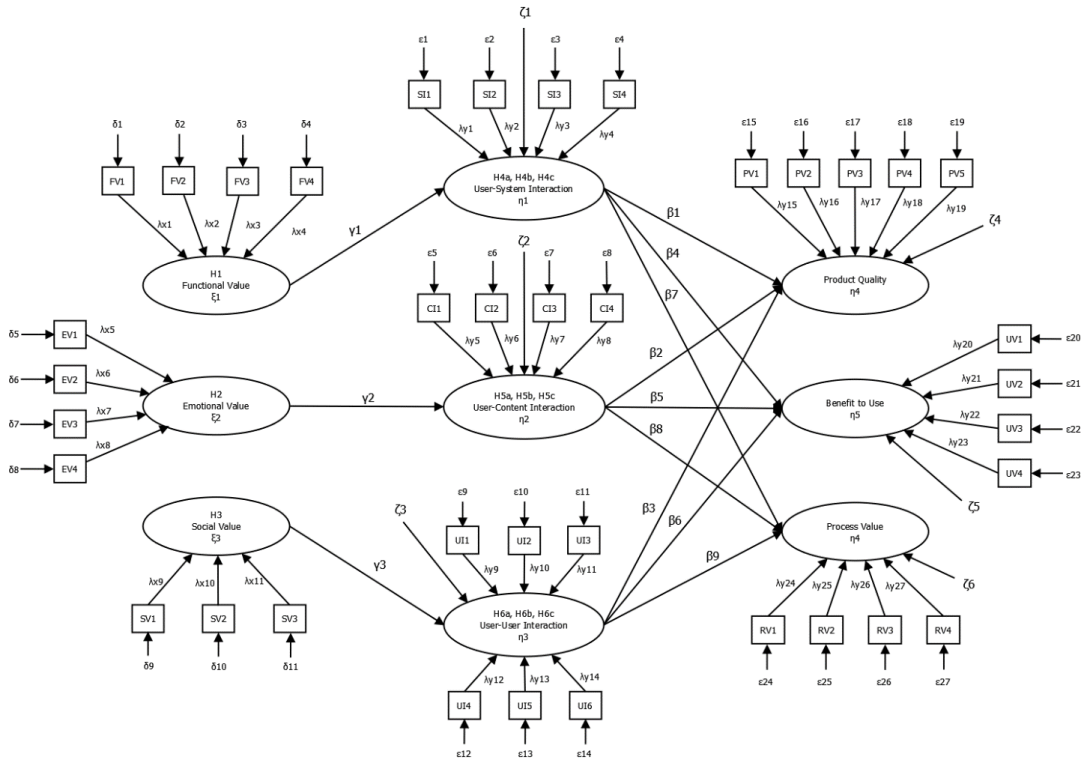 ζ1
ε1 ε2 ε3 ε4
SI1 SI2 SI3 SI4
λy1 λy2 λy3 λy4
H4a, H4b, H4c
User-System Interaction
η1
δ1 δ2 δ3 δ4
FV1 FV2 FV3 FV4
λx1 λx2 λx3 λx4
H1
Functional Value
ξ1
γ1
ε15 ε16 ε17 ε18 ε19
PV1 PV2 PV3 PV4 PV5
λy15 λy16 λy17 λy18 λy19
ζ4
Product Quality
η4
β1
β4
β7
ζ2
ε5 ε6 ε7 ε8
CI1 CI2 CI3 CI4
λy5 λy6 λy7 λy8
H5a, H5b, H5c
User-Content Interaction
η2
δ5 EV1 λx5
δ6 EV2 λx6
δ7 EV3 λx7
δ8 EV4 λx8
H2
Emotional Value
ξ2
γ2
β2
β5
β8
λy20 UV1 ε20
λy21 UV2 ε21
λy22 UV3 ε22
λy23 UV4 ε23
Benefit to Use
η5
ζ5
H3
Social Value
ξ3
λx9 λx10 λx11
SV1 SV2 SV3
δ9 δ10 δ11
γ3
ζ3
ε9 ε10 ε11
UI1 UI2 UI3
λy9 λy10 λy11
H6a, H6b, H6c
User-User Interaction
η3
λy12 λy13 λy14
UI4 UI5 UI6
ε12 ε13 ε14
β3
β6
β9
Process Value
η4
ζ6
λy24 λy25 λy26 λy27
RV1 RV2 RV3 RV4
ε24 ε25 ε26 ε27